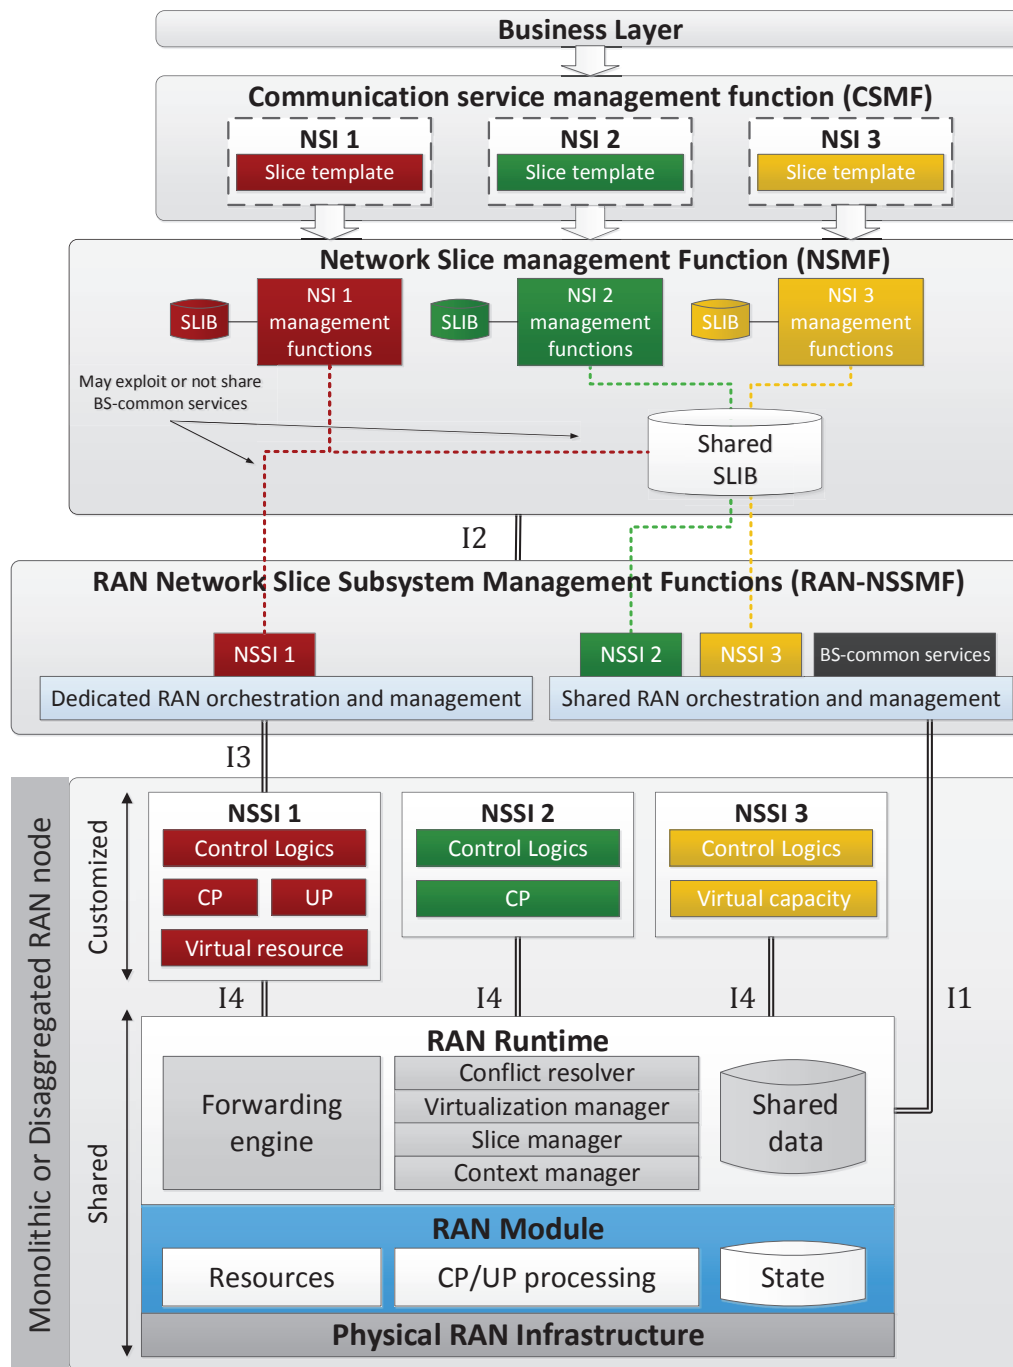 Business Layer
Communication service management function (CSMF)
NSI 1
NSI 2
NSI 3
Slice template
Slice template
Slice template
Network Slice management Function (NSMF)
SLIB
NSI 1
management
functions
SLIB
NSI 2
management
functions
SLIB
NSI 3
management
functions
May exploit or not share
BS-common services
Shared
SLIB
I2
RAN Network Slice Subsystem Management Functions (RAN-NSSMF)
NSSI 1
NSSI 2
NSSI 3
BS-common services
Dedicated RAN orchestration and management
Shared RAN orchestration and management
I3
Monolithic or Disaggregated RAN node
Customized
NSSI 1
Control Logics
CP
UP
Virtual resource
NSSI 2
Control Logics
CP
NSSI 3
Control Logics
Virtual capacity
I4
I4
I4
I1
Shared
RAN Runtime
Forwarding
engine
Conflict resolver
Virtualization manager
Slice manager
Context manager
Shared
data
RAN Module
Resources
CP/UP processing
State
Physical RAN Infrastructure